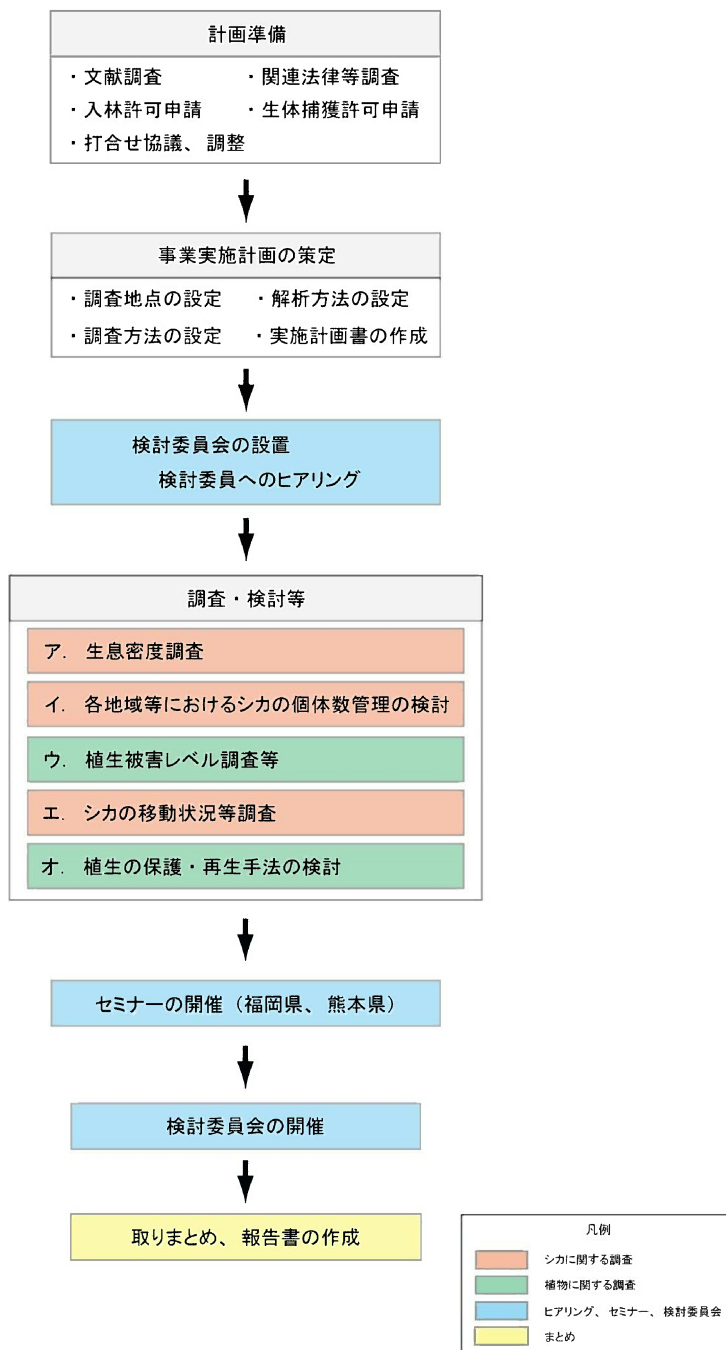 計画準備
・文献調査 ・関連法律等調査
・入林許可申請 ・生体捕獲許可申請
・打合せ協議、調整
事業実施計画の策定
・調査地点の設定 ・解析方法の設定
・調査方法の設定 ・実施計画書の作成
検討委員会の設置
検討委員へのヒアリング
調査・検討等
ア. 生息密度調査
イ. 各地域等におけるシカの個体数管理の検討
ウ. 植生被害レベル調査等
エ. シカの移動状況等調査
オ. 植生の保護・再生手法の検討
セミナーの開催（福岡県、熊本県）
検討委員会の開催
取りまとめ、報告書の作成
凡例
シカに関する調査
植物に関する調査
ヒアリング、セミナー、検討委員会
まとめ